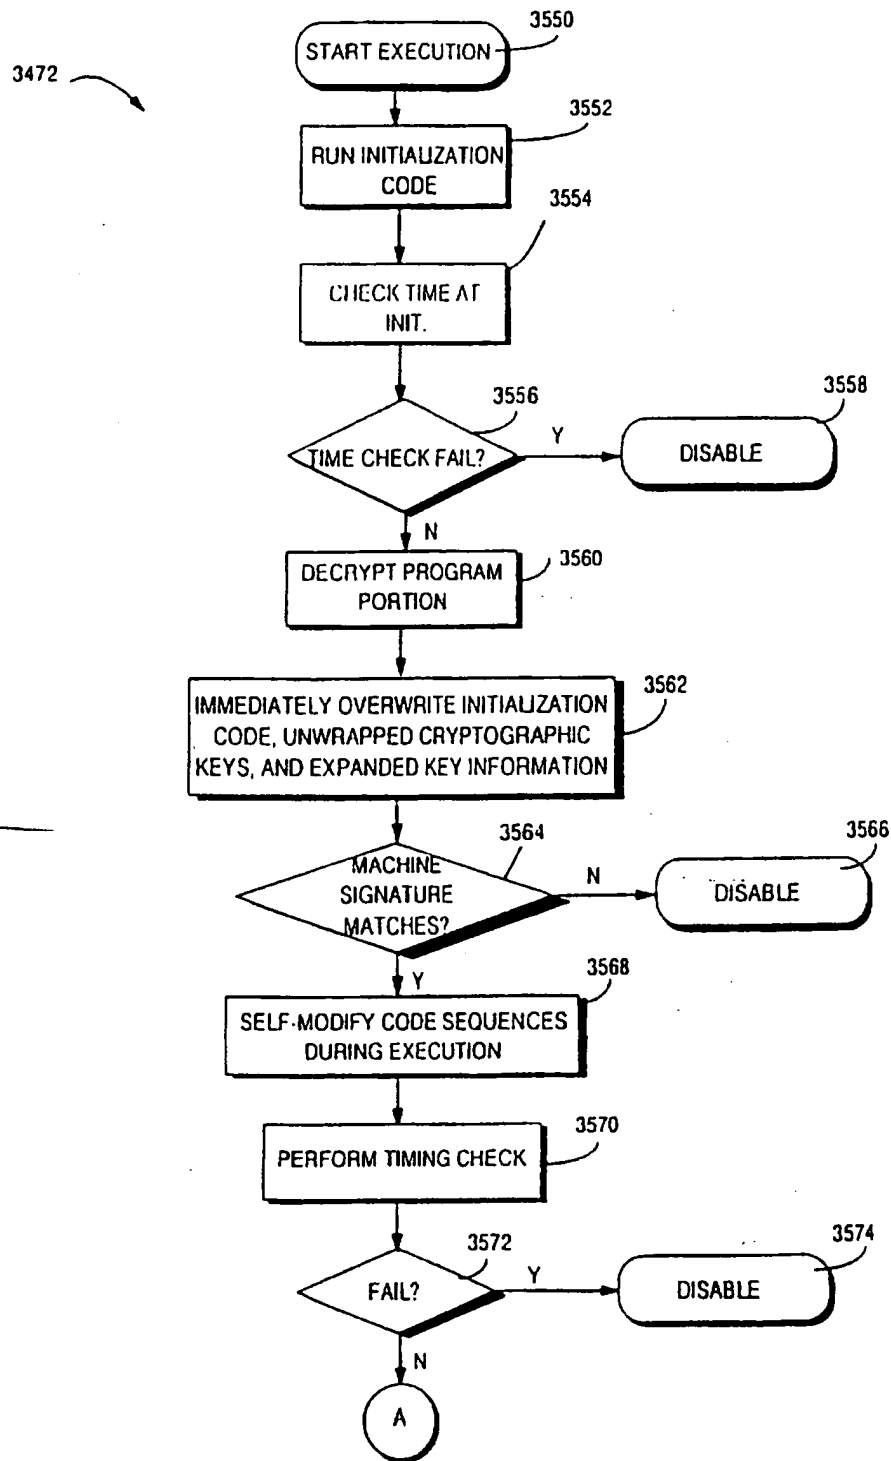 3550
START EXECUTION
3472
3552
RUN INITIALIZATION
CODE
3554
CHECK TIME AT
INIT.
3556
TIME CHECK FAIL?
Y
3558
DISABLE
N
DECRYPT PROGRAM
PORTION
3560
IMMEDIATELY OVERWRITE INITIALIZATION
CODE, UNWRAPPED CRYPTOGRAPHIC
KEYS, AND EXPANDED KEY INFORMATION
3562
3564
MACHINE
SIGNATURE
MATCHES?
N
3566
DISABLE
Y
3568
SELF-MODIFY CODE SEQUENCES
DURING EXECUTION
3570
PERFORM TIMING CHECK
3572
FAIL?
Y
3574
DISABLE
N
A